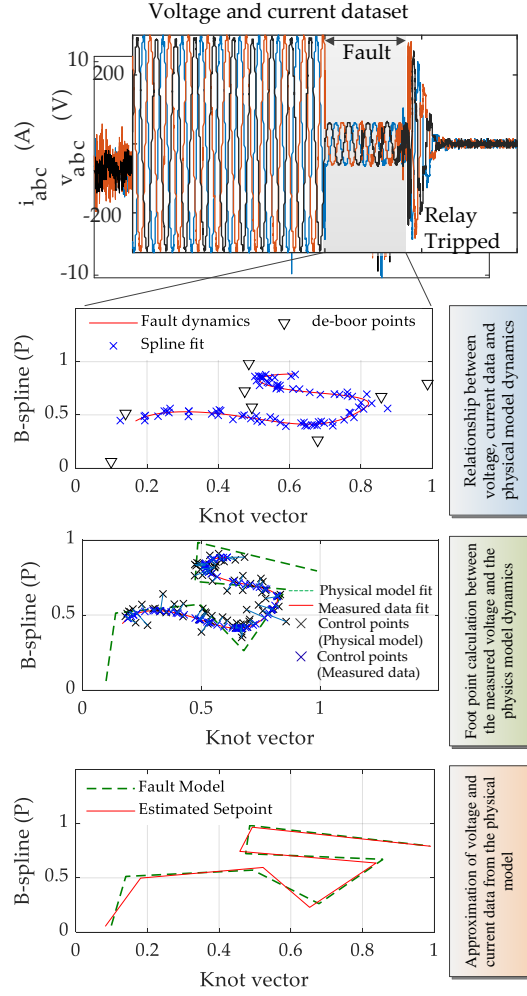 Voltage and current dataset
Fault
10
200
-200
-10
i_abc (A)
v_abc (V)
Relay
Tripped
Fault dynamics
de-boor points
Spline fit
B-spline (P)
1
0.5
0
0
0.2
0.4
0.6
0.8
1
Knot vector
Relationship between
voltage, current data and
physical model dynamics
B-spline (P)
1
0.5
0
0.5
1
Knot vector
Physical model fit
Measured data fit
Control points
(Physical model)
Control points
(Measured data)
Foot point calculation between
the measured voltage and the
physics model dynamics
Fault Model
Estimated Setpoint
B-spline (P)
1
0.5
0
0
0.2
0.4
0.6
0.8
1
Knot vector
Approximation of voltage and
current data from the physical
model